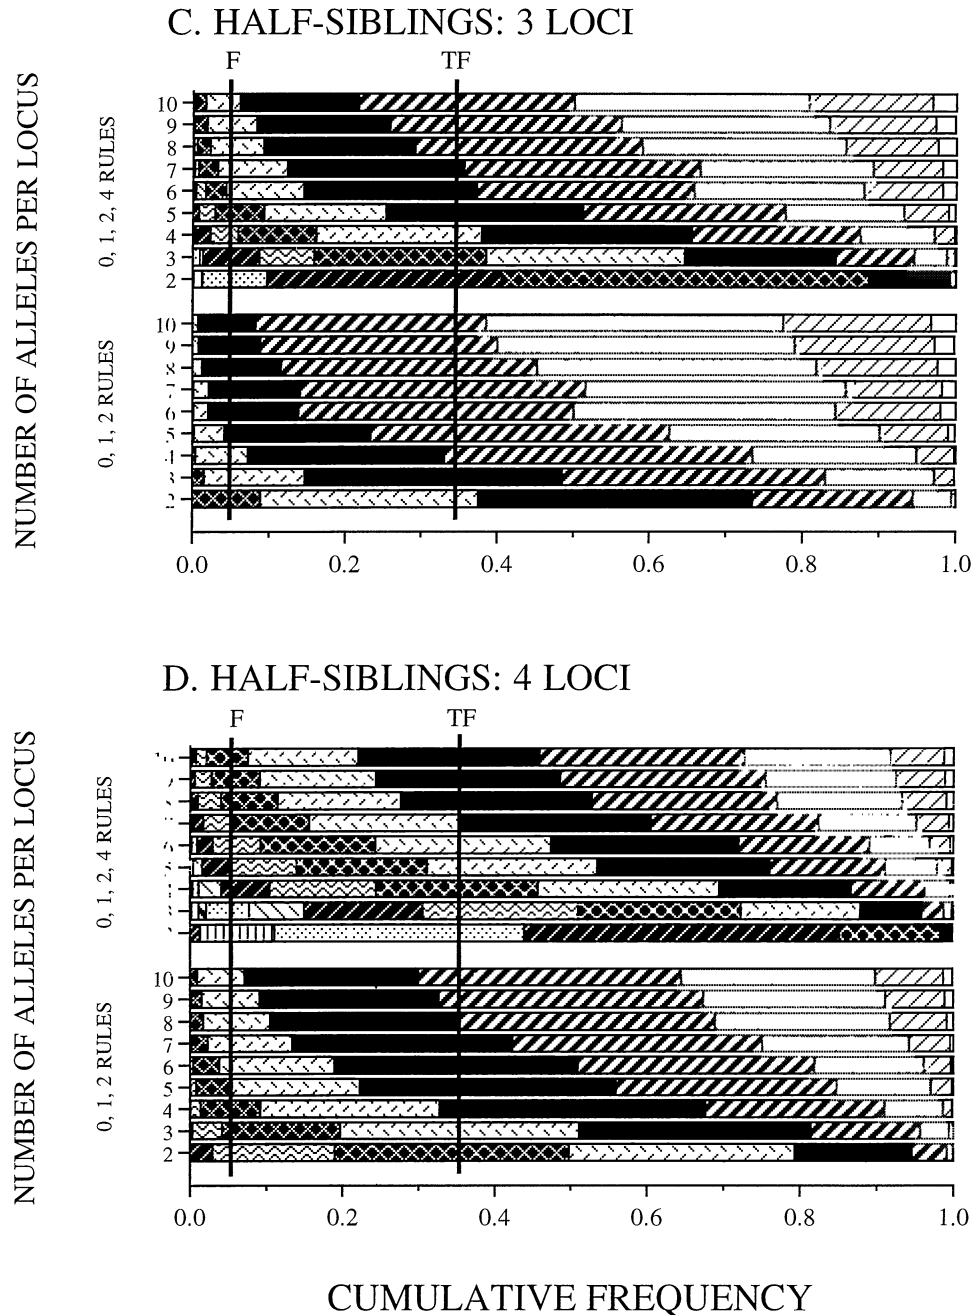 C. HALF-SIBLINGS: 3 LOCI
F TF
NUMBER OF ALLELES PER LOCUS
0, 1, 2, 4 RULES
10
9
8
7
6
5
4
3
2
0, 1, 2 RULES
10
9
8
6
5
3
0.0 0.2 0.4 0.6 0.8 1.0
D. HALF-SIBLINGS: 4 LOCI
F TF
NUMBER OF ALLELES PER LOCUS
0, 1, 2, 4 RULES
0, 1, 2 RULES
10
9
8
7
6
5
4
3
2
0.0 0.2 0.4 0.6 0.8 1.0
CUMULATIVE FREQUENCY